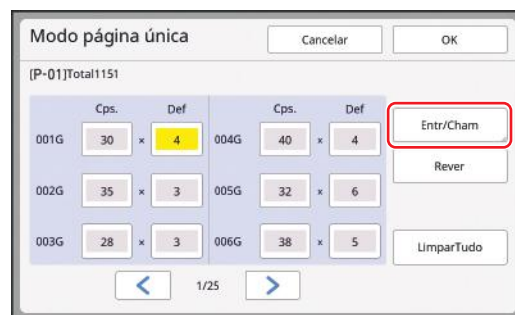 Modo página única Cancelar OK
[P-01]Total1151
Cps. Def Cps. Def
Entr/Cham
001G 30 × 4 004G 40 × 4
Rever
002G 35 × 3 005G 32 × 6
003G 28 × 3 006G 38 × 5
LimparTudo
1/25